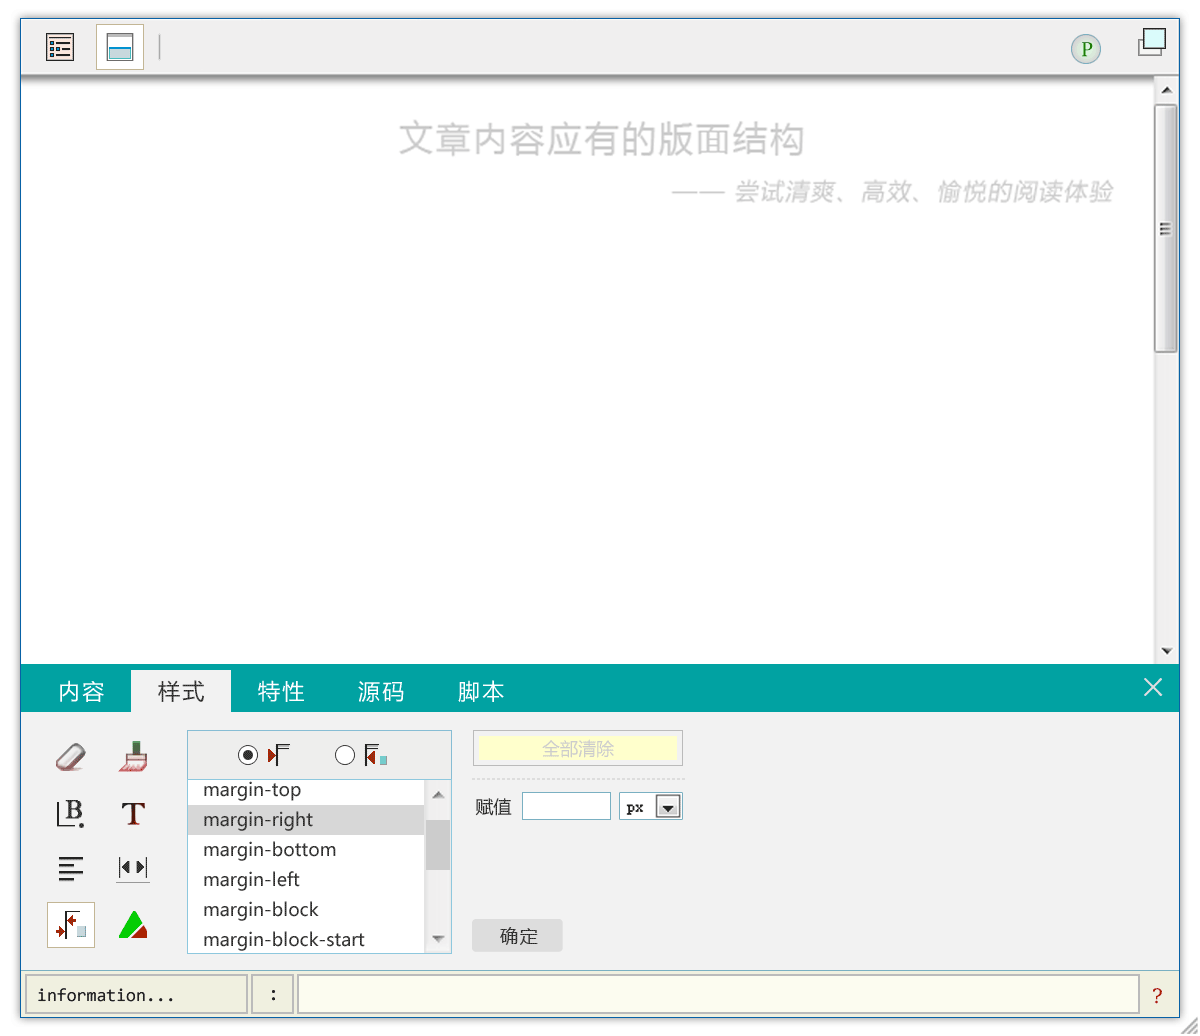 P
文章内容应有的版面结构
—— 尝试清爽、高效、愉悦的阅读体验
内容 样式 特性 源码 脚本
全部清除
margin-top
赋值 px
margin-right
margin-bottom
margin-left
margin-block
margin-block-start
B
T
确定
information... : ?